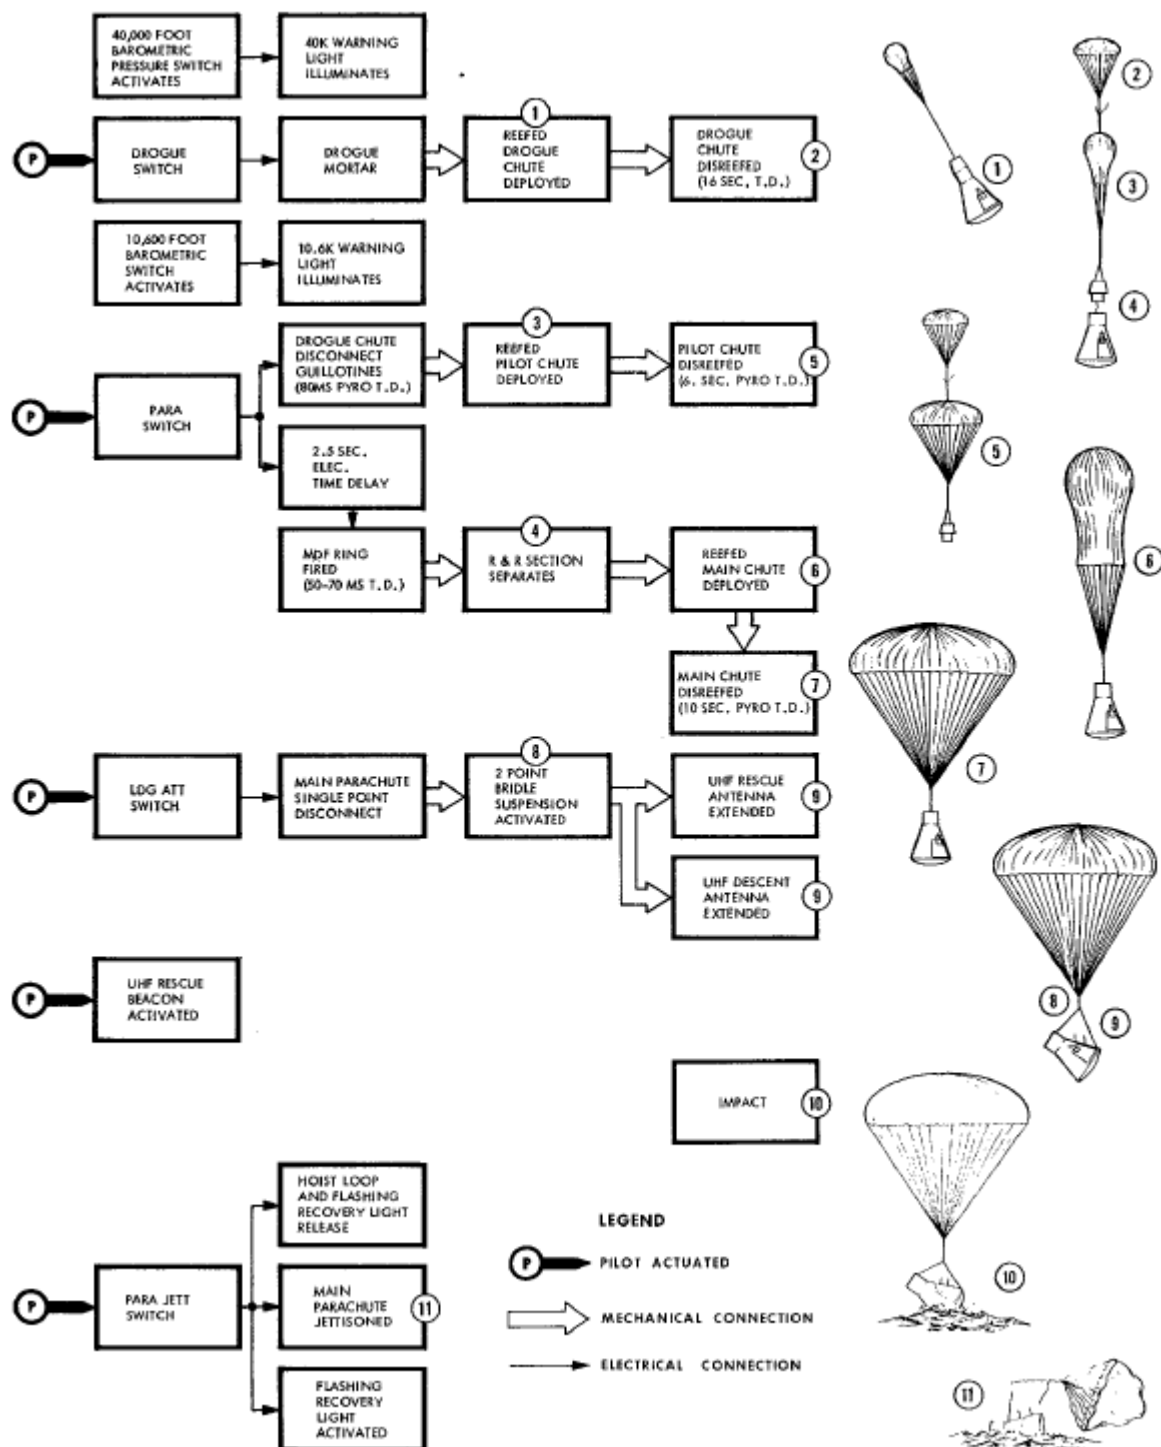 40,000 FOOT
BAROMETRIC
PRESSURE SWITCH
ACTIVATES
40K WARNING
LIGHT
ILLUMINATES
P
DROGUE
SWITCH
DROGUE
MORTAR
1
REEFED
DROGUE
CHUTE
DEPLOYED
DROGUE
CHUTE
DISREEFED
(16 SEC, T.D.)
2
10,600 FOOT
BAROMETRIC
SWITCH
ACTIVATES
10.6K WARNING
LIGHT
ILLUMINATES
P
PARA
SWITCH
DROGUE CHUTE
DISCONNECT
GUILLOTINES
(80MS PYRO T.D.)
3
REEFED
PILOT CHUTE
DEPLOYED
PILOT CHUTE
DISREEFED
(6. SEC, PYRO T.D.)
5
2.5 SEC.
ELEC.
TIME DELAY
MDF RING
FIRED
(50-70 MS T.D.)
4
R & R SECTION
SEPARATES
REEFED
MAIN CHUTE
DEPLOYED
6
MAIN CHUTE
DISREEFED
(10 SEC, PYRO T.D.)
7
P
LDG ATT
SWITCH
MAIN PARACHUTE
SINGLE POINT
DISCONNECT
8
2 POINT
BRIDLE
SUSPENSION
ACTIVATED
UHF RESCUE
ANTENNA
EXTENDED
9
UHF DESCENT
ANTENNA
EXTENDED
9
P
UHF RESCUE
BEACON
ACTIVATED
IMPACT
10
P
PARA JETT
SWITCH
HOIST LOOP
AND FLASHING
RECOVERY LIGHT
RELEASE
MAIN
PARACHUTE
JETTISONED
11
FLASHING
RECOVERY
LIGHT
ACTIVATED
LEGEND
P PILOT ACTUATED
MECHANICAL CONNECTION
ELECTRICAL CONNECTION
1
2
3
4
5
6
7
8
9
10
11